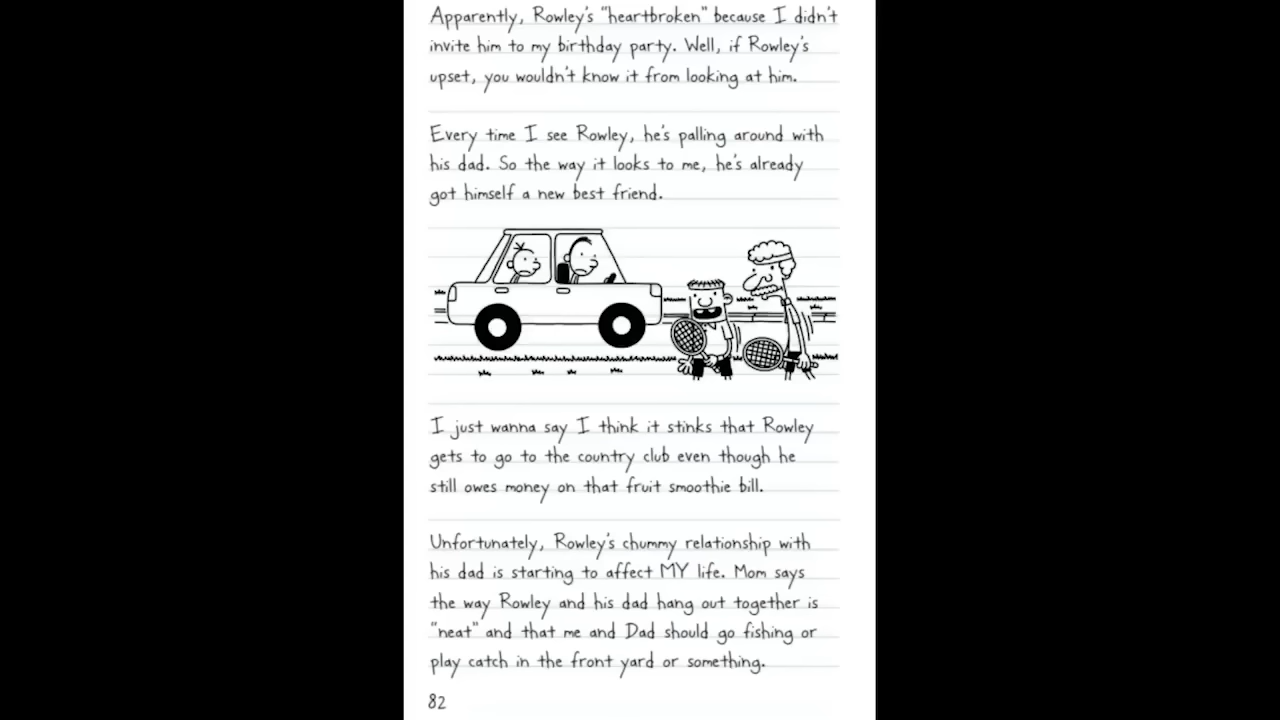 Apparently, Rowley's "heartbroken" because I didn't
invite him to my birthday party. Well, if Rowley's
upset, you wouldn't know it from looking at him.
Every time I see Rowley, he's palling around with
his dad. So the way it looks to me, he's already
got himself a new best friend.
I just wanna say I think it stinks that Rowley
gets to go to the country club even though he
still owes money on that fruit smoothie bill.
Unfortunately, Rowley's chummy relationship with
his dad is starting to affect MY life. Mom says
the way Rowley and his dad hang out together is
"neat" and that me and Dad should go fishing or
play catch in the front yard or something.
82